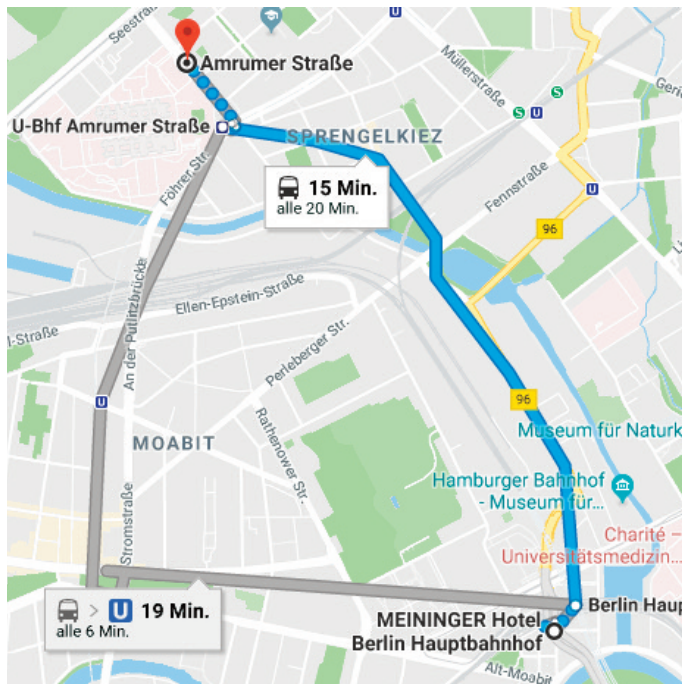 Seestraße
Amrumer Straße
Müllerstraße
S
U
Geric
U-Bhf Amrumer Straße
SPRENGELKIEZ
Föhrer Str.
15 Min.
alle 20 Min.
Fennstraße
U
96
An der Putlitzbrücke
Ellen-Epstein-Straße
l-Straße
Perleberger Str.
U
96
Rathenower Str.
MOABIT
Museum für Naturk
Hamburger Bahnhof
- Museum für...
Stromstraße
Charité –
Universitätsmedizin...
> U 19 Min.
alle 6 Min.
Berlin Haup
MEININGER Hotel
Berlin Hauptbahnhof
Alt-Moabit